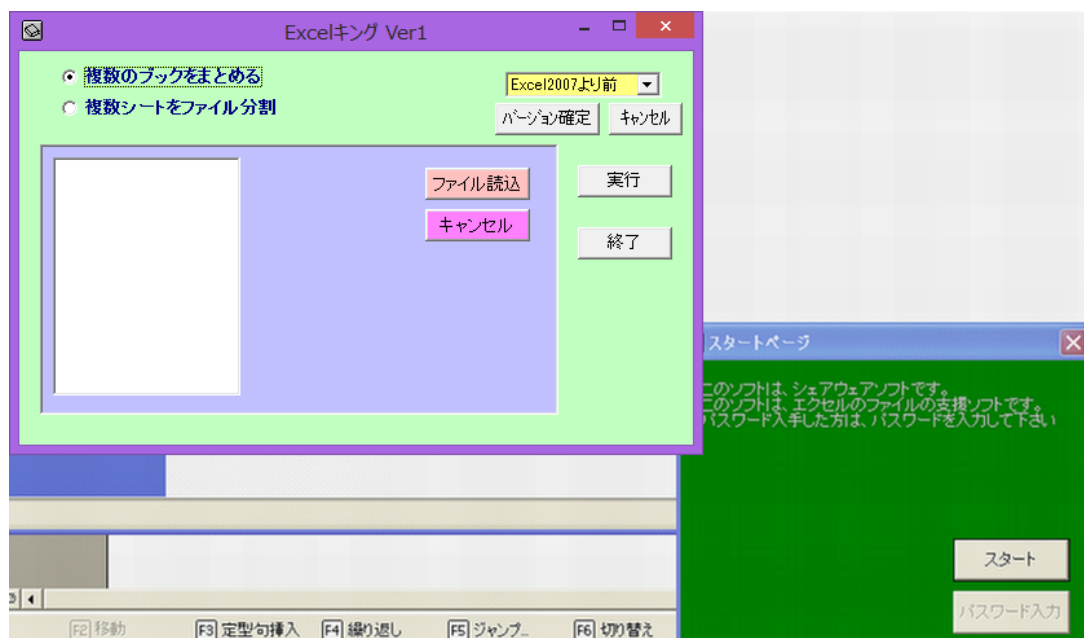 Excelキング Ver1
複数のブックをまとめる
複数シートをファイル分割
Excel2007より前
バージョン確定
キャンセル
ファイル読込
実行
キャンセル
終了
スタートページ
このソフトは、シェアウェアソフトです。
このソフトは、エクセルのファイルの支援ソフトです。
パスワード入手した方は、パスワードを入力して下さい
スタート
パスワード入力
F2 移動
F3 定型句挿入
F4 繰り返し
F5 ジャンプ_
F6 切り替え